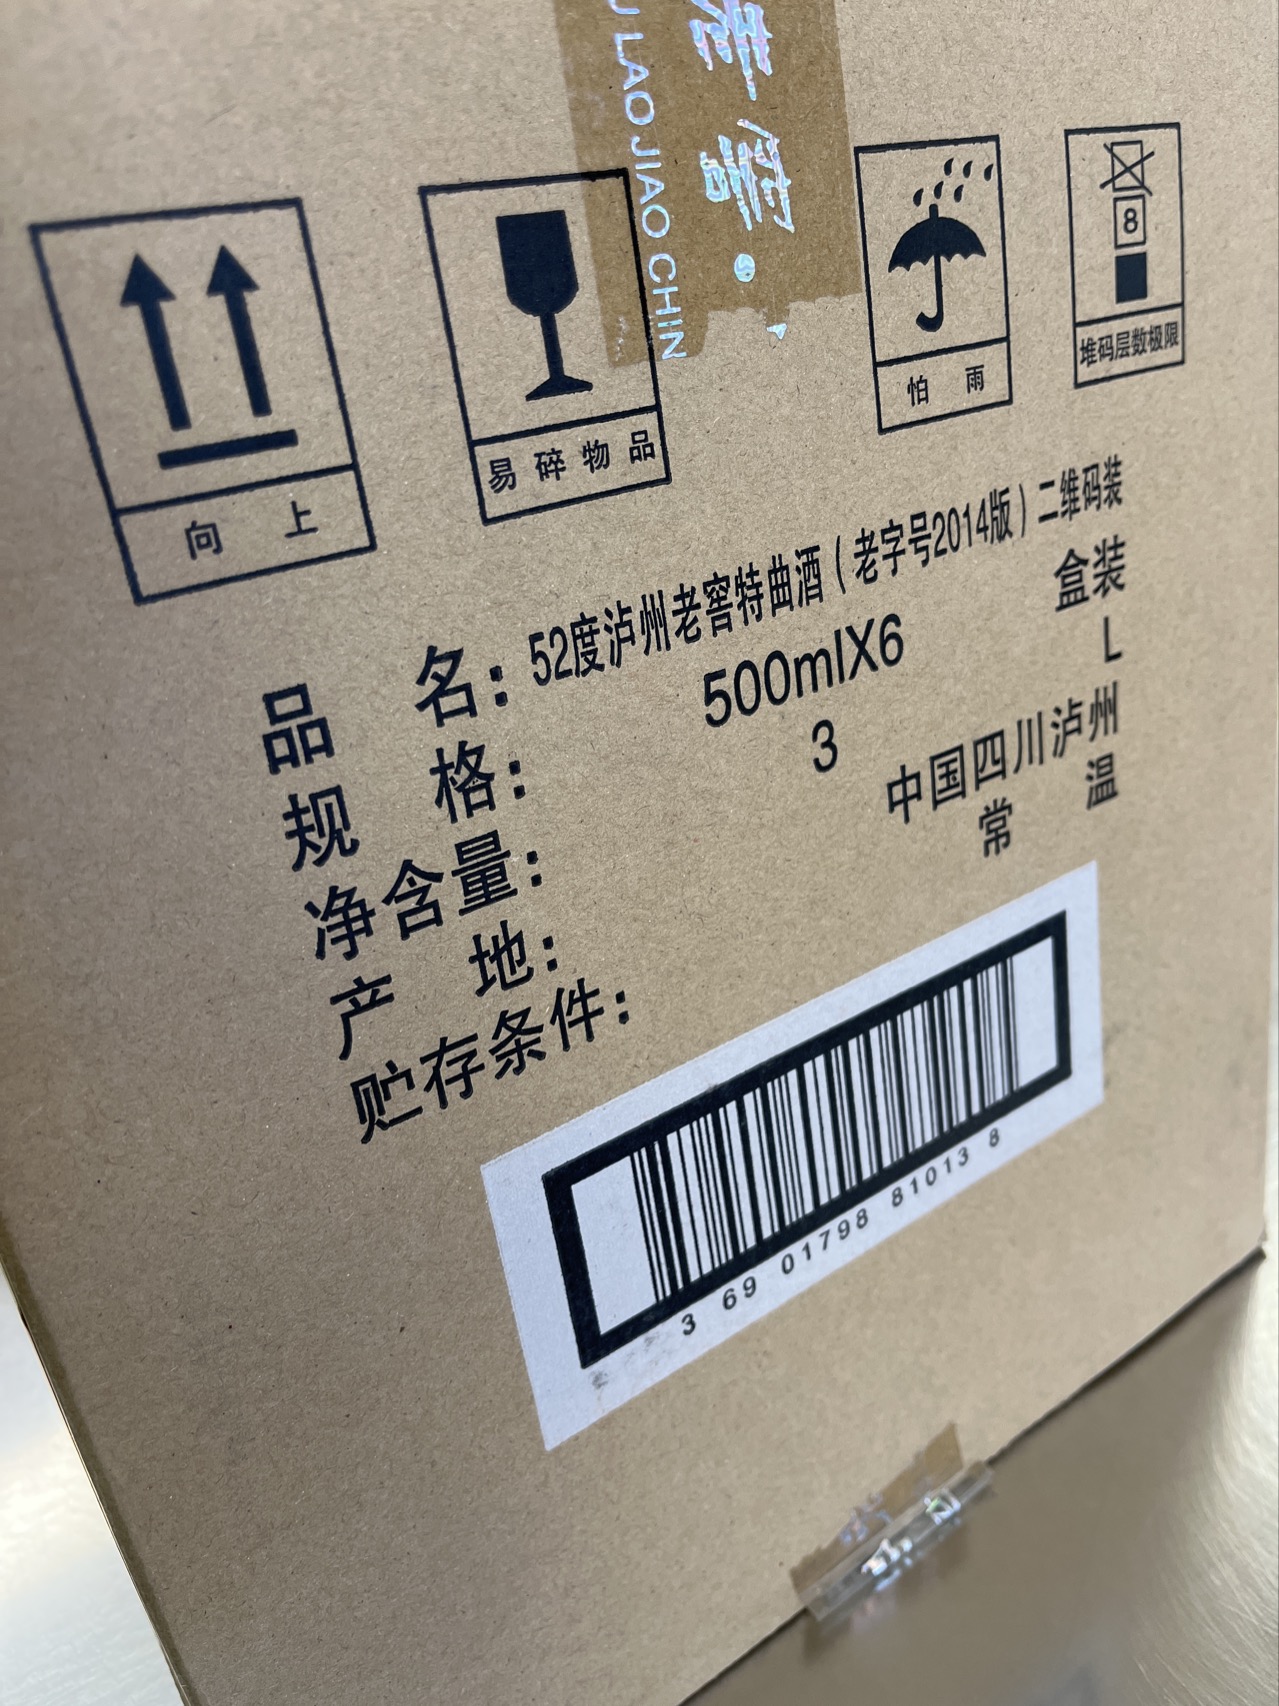 LAO JIAO CHIN
窖·
向 上
易碎物品
怕 雨
8
堆码层数极限
品 名：52度泸州老窖特曲酒（老字号2014版）二维码装
规 格：500mlX6 盒装
净含量：3 L
产 地：中国四川泸州
贮存条件：常 温
3 69 01798 81013 8